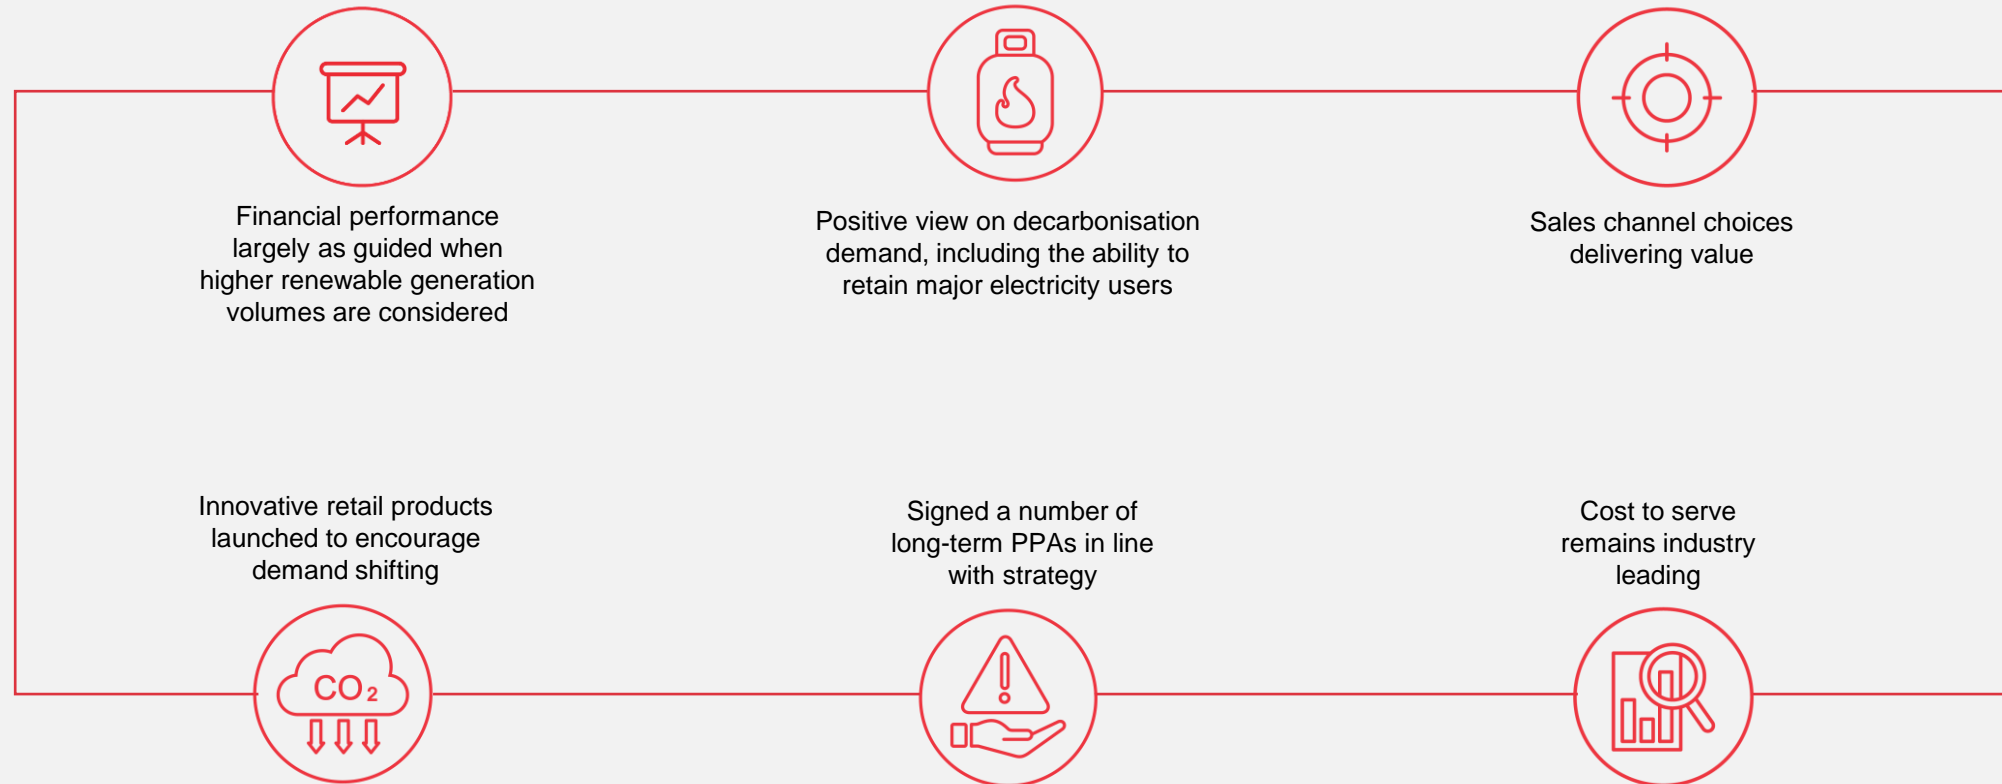 Financial performance
largely as guided when
higher renewable generation
volumes are considered
Positive view on decarbonisation
demand, including the ability to
retain major electricity users
Sales channel choices
delivering value
Innovative retail products
launched to encourage
demand shifting
Signed a number of
long-term PPAs in line
with strategy
Cost to serve
remains industry
leading
CO2